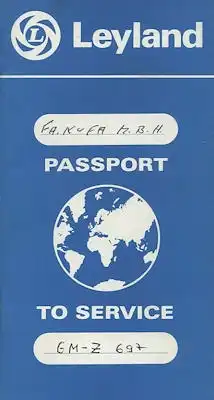 Leyland
FA. KUFA M.B.H.
PASSPORT
TO SERVICE
GM-Z 697